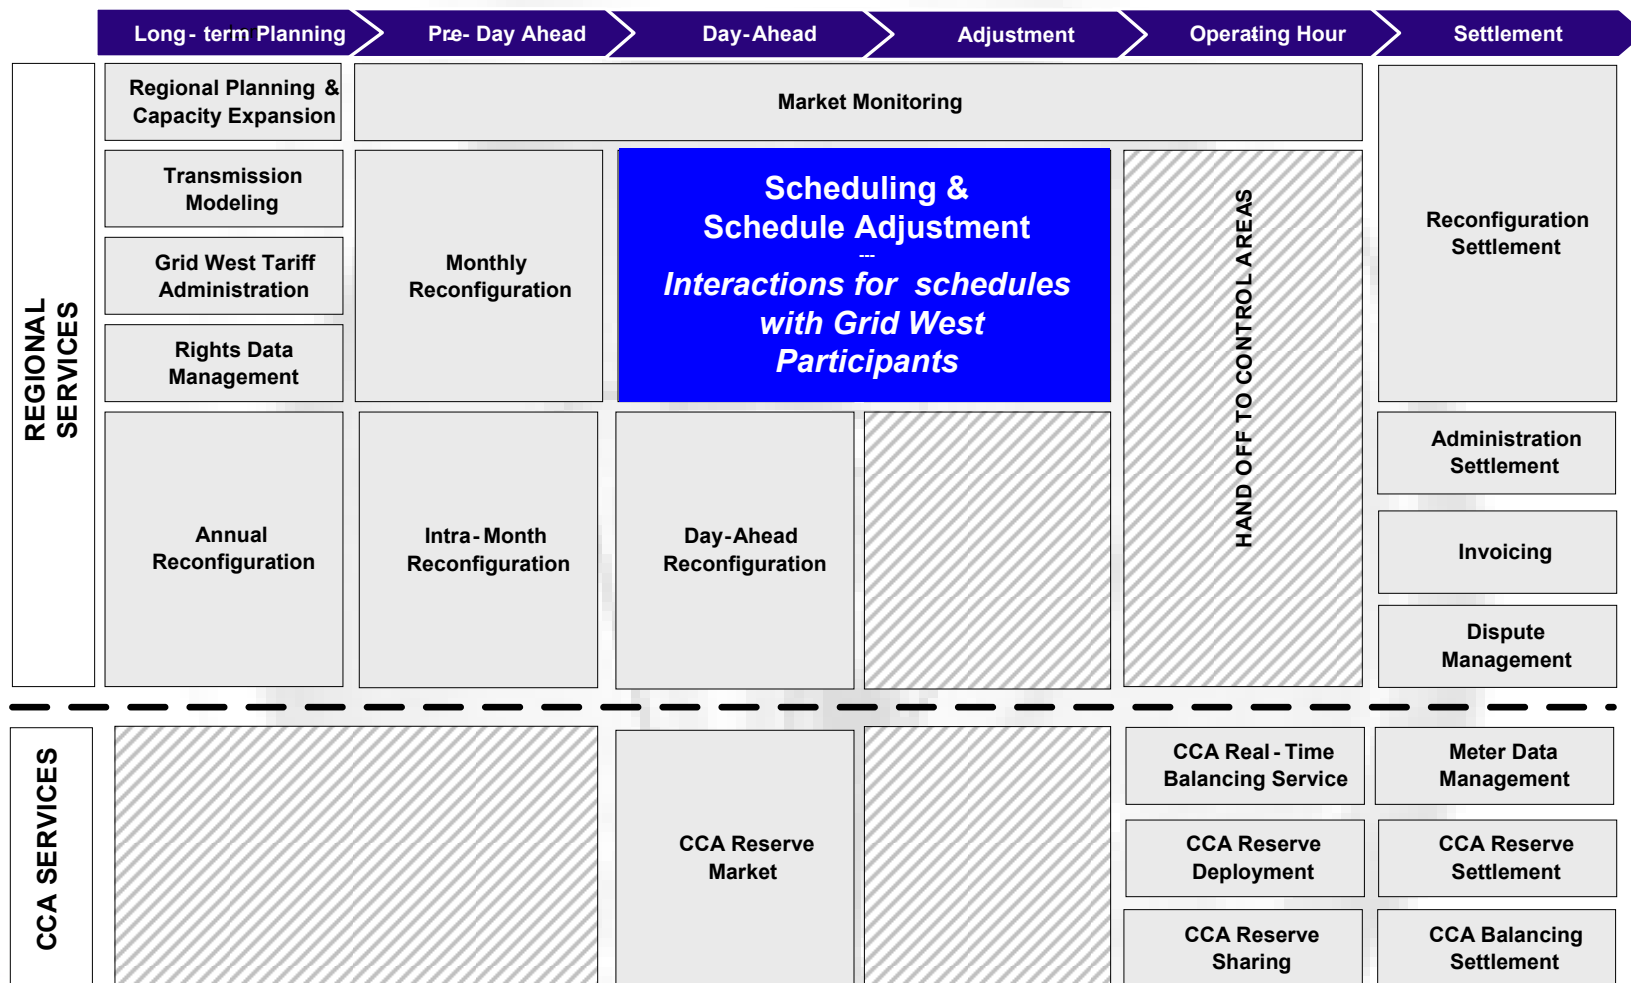 Long- term Planning
Pre- Day Ahead
Day-Ahead
Adjustment
Operating Hour
Settlement
REGIONAL
SERVICES
Regional Planning &
Capacity Expansion
Market Monitoring
Transmission
Modeling
Grid West Tariff
Administration
Rights Data
Management
Monthly
Reconfiguration
Scheduling &
Schedule Adjustment
---
Interactions for schedules
with Grid West
Participants
HAND OFF TO CONTROL AREAS
Reconfiguration
Settlement
Annual
Reconfiguration
Intra-Month
Reconfiguration
Day-Ahead
Reconfiguration
Administration
Settlement
Invoicing
Dispute
Management
CCA SERVICES
CCA Reserve
Market
CCA Real-Time
Balancing Service
Meter Data
Management
CCA Reserve
Deployment
CCA Reserve
Settlement
CCA Reserve
Sharing
CCA Balancing
Settlement